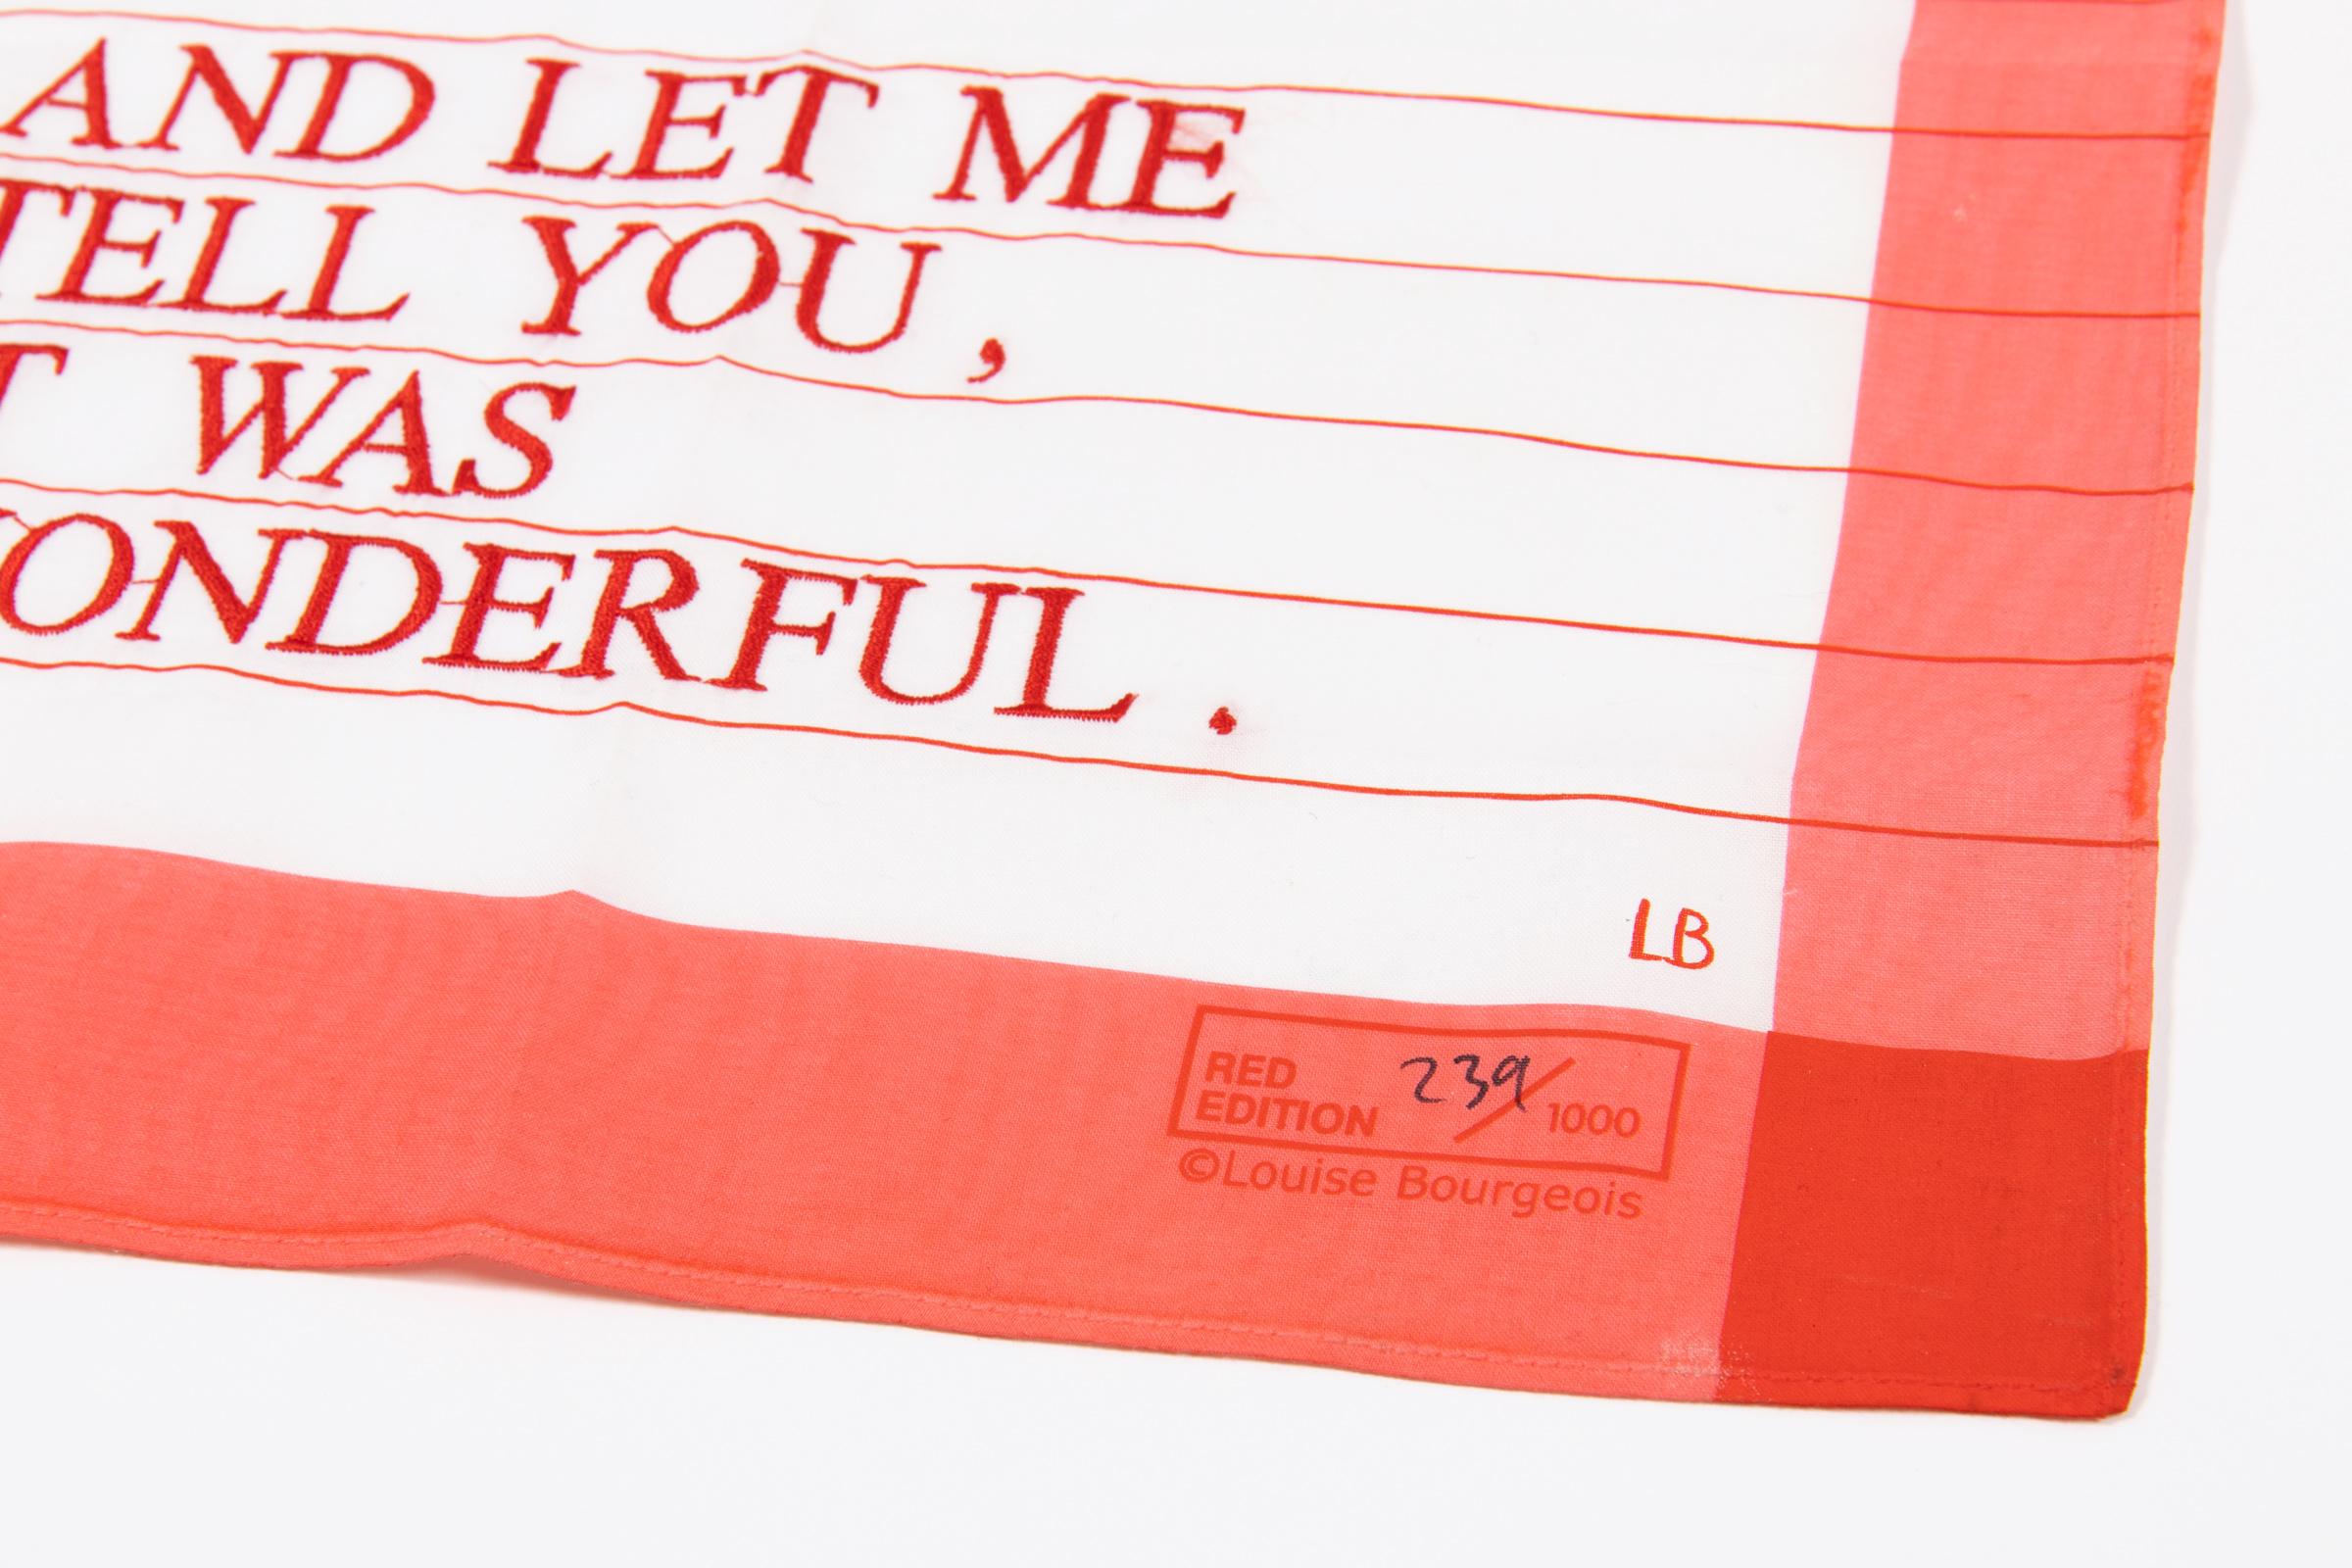 AND LET ME
TELL YOU,
T WAS
ONDERFUL.
LB
RED
EDITION 239/1000
©Louise Bourgeois